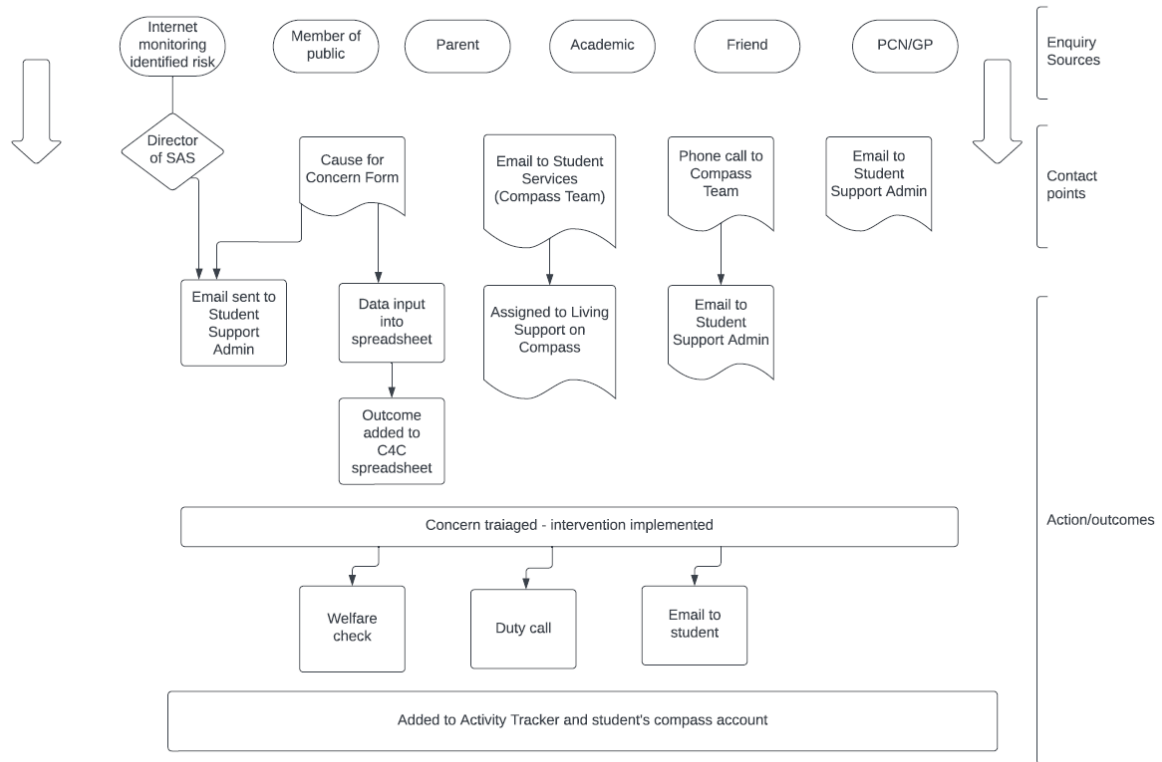 Internet
monitoring
identified risk
Member of
public
Parent
Academic
Friend
PCN/GP
Enquiry
Sources
Director
of SAS
Cause for
Concern Form
Email to Student
Services
(Compass Team)
Phone call to
Compass
Team
Email to
Student
Support Admin
Contact
points
Email sent to
Student
Support
Admin
Data input
into
spreadsheet
Assigned to Living
Support on
Compass
Email to
Student
Support Admin
Outcome
added to
C4C
spreadsheet
Concern traiaged - intervention implemented
Action/outcomes
Welfare
check
Duty call
Email to
student
Added to Activity Tracker and student's compass account